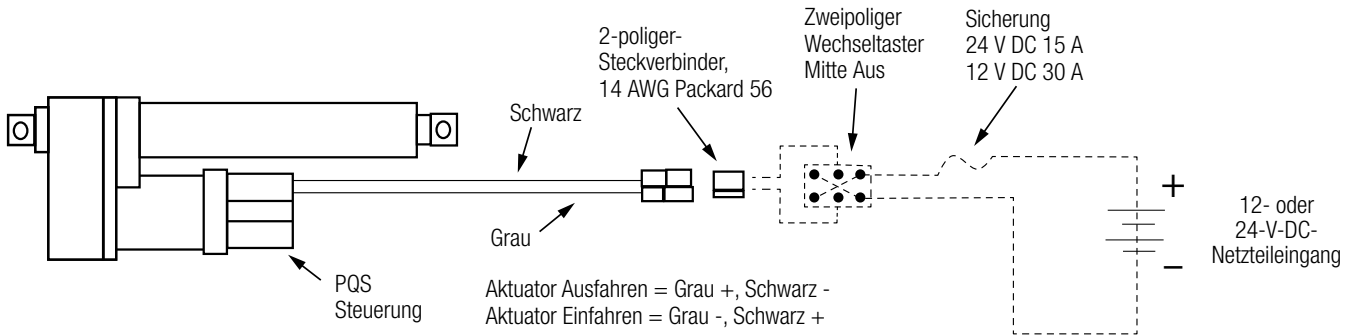 2-poliger-
Steckverbinder,
14 AWG Packard 56
Zweipoliger
Wechseltaster
Mitte Aus
Sicherung
24 V DC 15 A
12 V DC 30 A
Schwarz
Grau
PQS
Steuerung
Aktuator Ausfahren = Grau +, Schwarz -
Aktuator Einfahren = Grau -, Schwarz +
+
−
12- oder
24-V-DC-
Netzteileingang